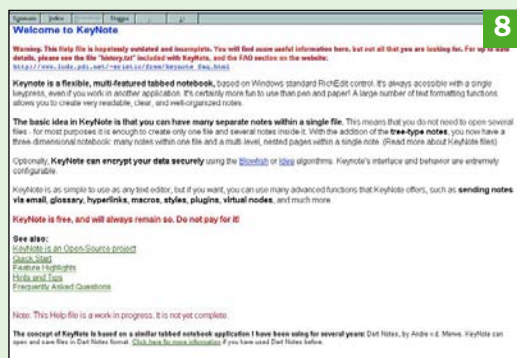 8
Welcome to KeyNote
Warning. This Help file is hopelessly outdated and incomplete. You will find some useful information here, but not all that you are looking for. For up to date
details, please see the file "history.txt" included with KeyNote, and the FAQ section on the website:
Keynote is a flexible, multi-featured tabbed notebook, based on Windows standard RichEdit control. It's always acessible with a single
keypress, even if you work in another application. It's certainly more fun to use than pen and paper! A large number of text formatting functions
allows you to create very readable, clear, and well-organized notes.
The basic idea in KeyNote is that you can have many separate notes within a single file. This means that you do not need to open several
files - for most purposes it is enough to create only one file and several notes inside it. With the addition of the tree-type notes, you now have a
three-dimensional notebook: many notes within one file and a multi-level, nested pages within a single note. (Read more about KeyNote files)
Optionally, KeyNote can encrypt your data securely using the Blowfish or Idea algorithms. Keynote's interface and behavior are extremely
configurable.
KeyNote is as simple to use as any text editor, but if you want, you can use many advanced functions that KeyNote offers, such as sending notes
via email, glossary, hyperlinks, macros, styles, plugins, virtual nodes, and much more.
KeyNote is free, and will always remain so. Do not pay for it!
See also:
KeyNote is an Open-Source project
Quick Start
Feature Highlights
Hints and Tips
Frequently Asked Questions
Note: This Help file is a work in progress. It is not yet complete.
The concept of KeyNote is based on a similar tabbed notebook application I have been using for several years: Dart Notes, by Andre v.d. Merwe. KeyNote can
open and save files in Dart Notes format. Click here for more information if you have used Dart Notes before.